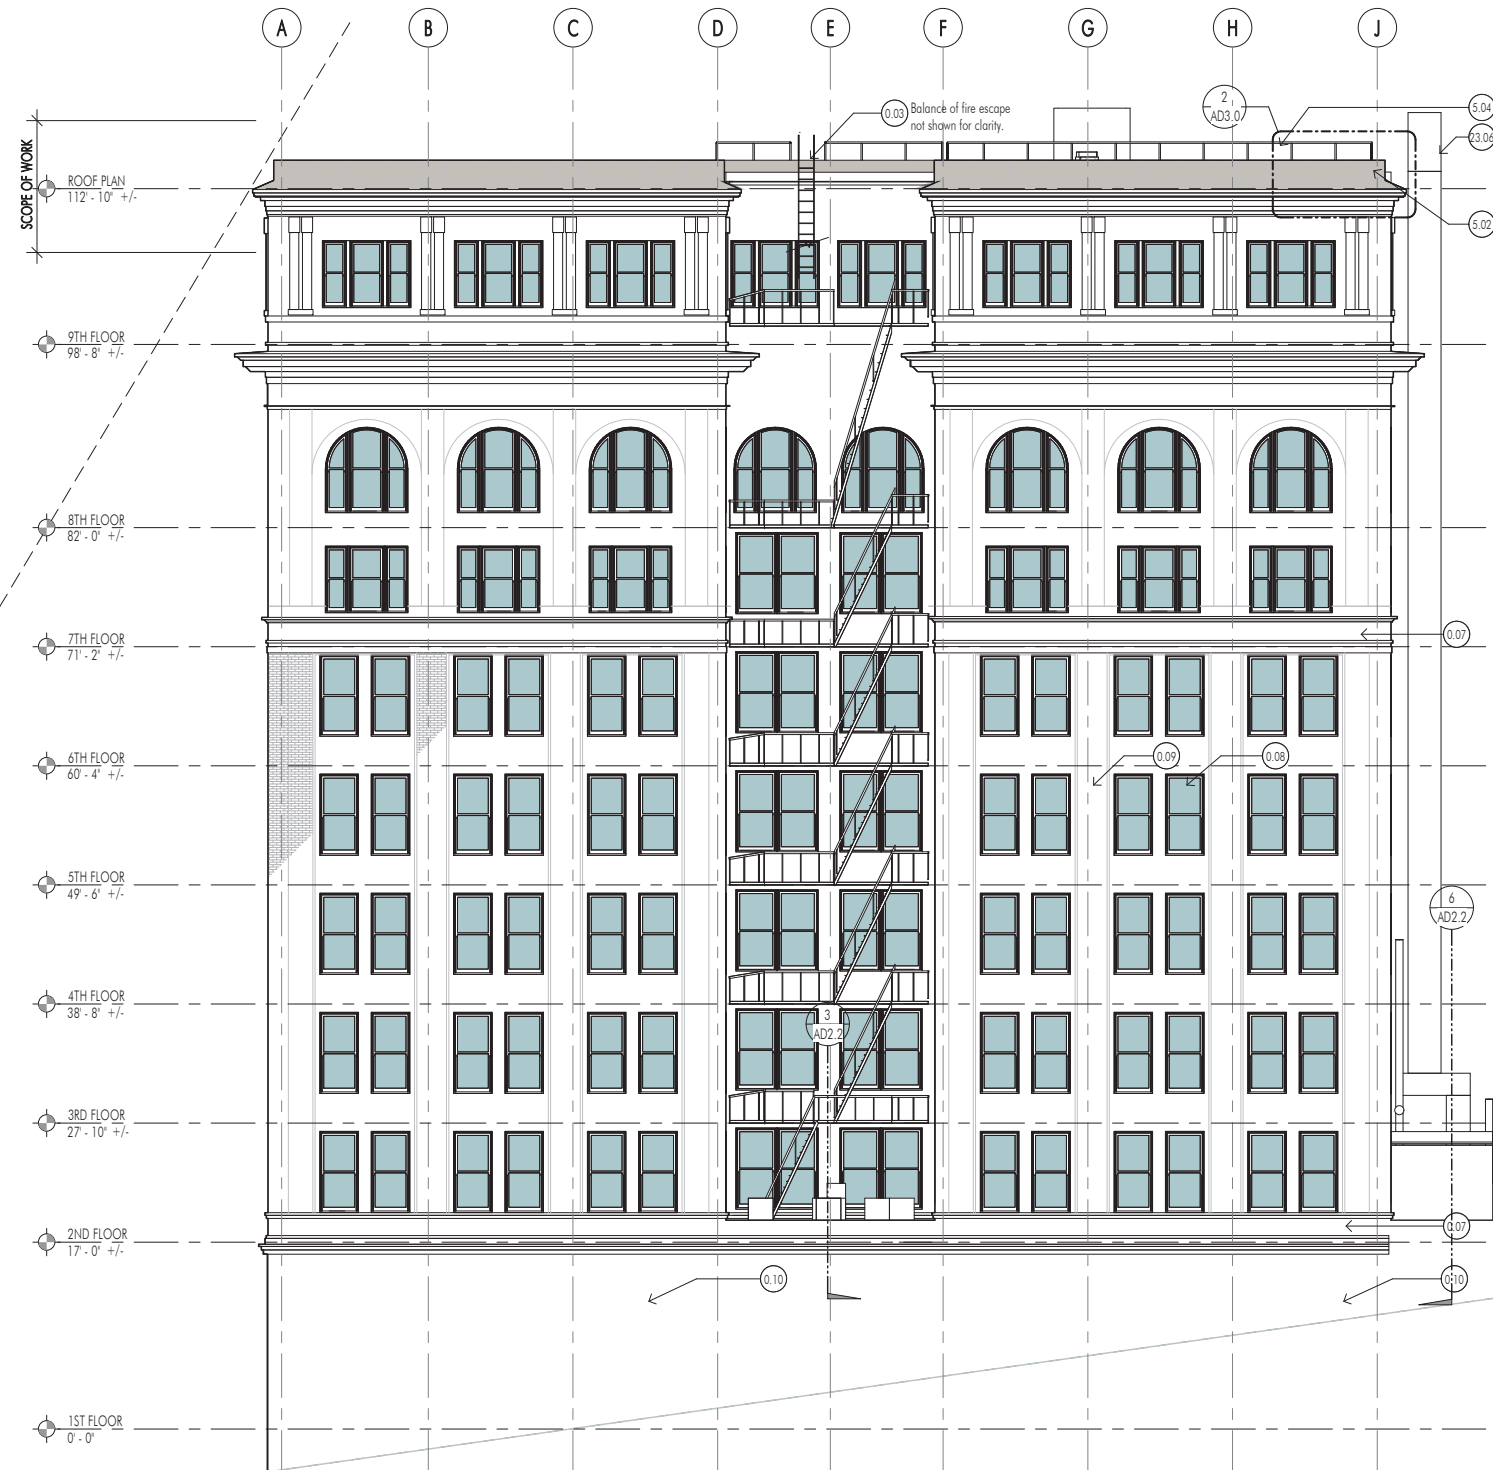 A B C D E F G H J
2
AD3.0
5.04
0.03 Balance of fire escape
not shown for clarity.
23.06
SCOPE OF WORK
ROOF PLAN
112' - 10" +/-
5.02
9TH FLOOR
98' - 8" +/-
8TH FLOOR
82' - 0" +/-
7TH FLOOR
71' - 2" +/-
0.07
6TH FLOOR
60' - 4" +/-
0.09 0.08
5TH FLOOR
49' - 6" +/-
6
AD2.2
4TH FLOOR
38' - 8" +/-
3
AD2.2
3RD FLOOR
27' - 10" +/-
2ND FLOOR
17' - 0" +/-
0.07
0.10 0.10
1ST FLOOR
0' - 0"